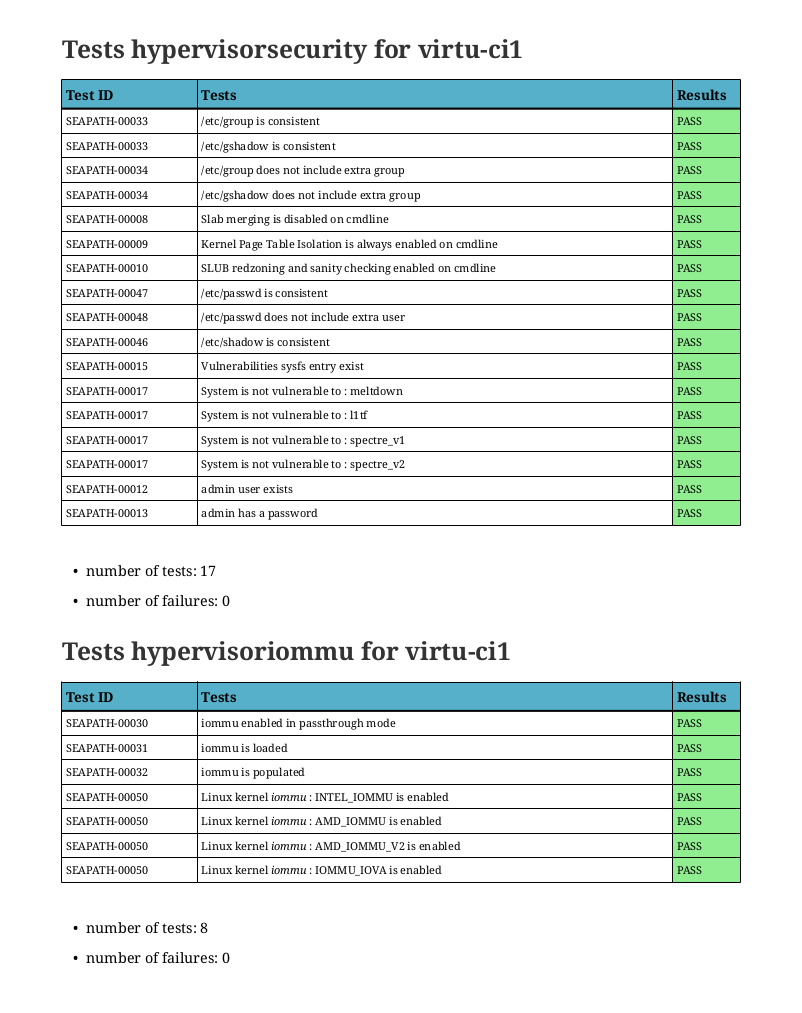 Tests hypervisorsecurity for virtu-ci1
Test ID Tests Results
SEAPATH-00033 /etc/group is consistent PASS
SEAPATH-00033 /etc/gshadow is consistent PASS
SEAPATH-00034 /etc/group does not include extra group PASS
SEAPATH-00034 /etc/gshadow does not include extra group PASS
SEAPATH-00008 Slab merging is disabled on cmdline PASS
SEAPATH-00009 Kernel Page Table Isolation is always enabled on cmdline PASS
SEAPATH-00010 SLUB redzoning and sanity checking enabled on cmdline PASS
SEAPATH-00047 /etc/passwd is consistent PASS
SEAPATH-00048 /etc/passwd does not include extra user PASS
SEAPATH-00046 /etc/shadow is consistent PASS
SEAPATH-00015 Vulnerabilities sysfs entry exist PASS
SEAPATH-00017 System is not vulnerable to : meltdown PASS
SEAPATH-00017 System is not vulnerable to : l1tf PASS
SEAPATH-00017 System is not vulnerable to : spectre_v1 PASS
SEAPATH-00017 System is not vulnerable to : spectre_v2 PASS
SEAPATH-00012 admin user exists PASS
SEAPATH-00013 admin has a password PASS
• number of tests: 17
• number of failures: 0
Tests hypervisoriommu for virtu-ci1
Test ID Tests Results
SEAPATH-00030 iommu enabled in passthrough mode PASS
SEAPATH-00031 iommu is loaded PASS
SEAPATH-00032 iommu is populated PASS
SEAPATH-00050 Linux kernel iommu : INTEL_IOMMU is enabled PASS
SEAPATH-00050 Linux kernel iommu : AMD_IOMMU is enabled PASS
SEAPATH-00050 Linux kernel iommu : AMD_IOMMU_V2 is enabled PASS
SEAPATH-00050 Linux kernel iommu : IOMMU_IOVA is enabled PASS
• number of tests: 8
• number of failures: 0